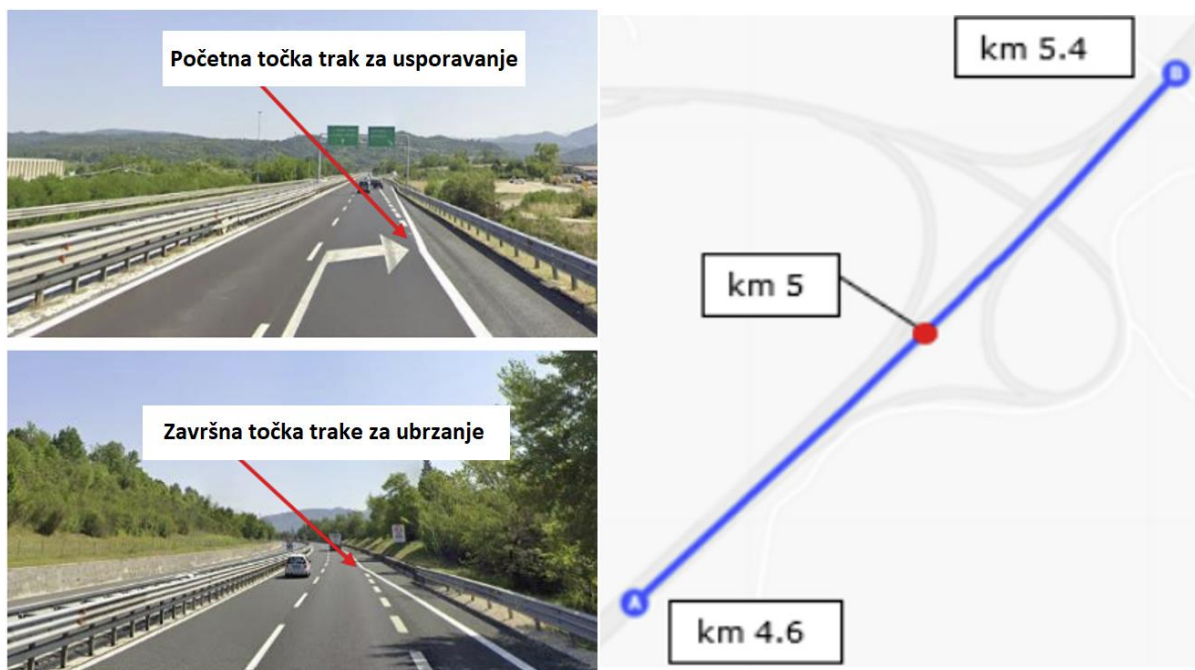 Početna točka trak za usporavanje
Završna točka trake za ubrzanje
km 5.4
km 5
km 4.6
A